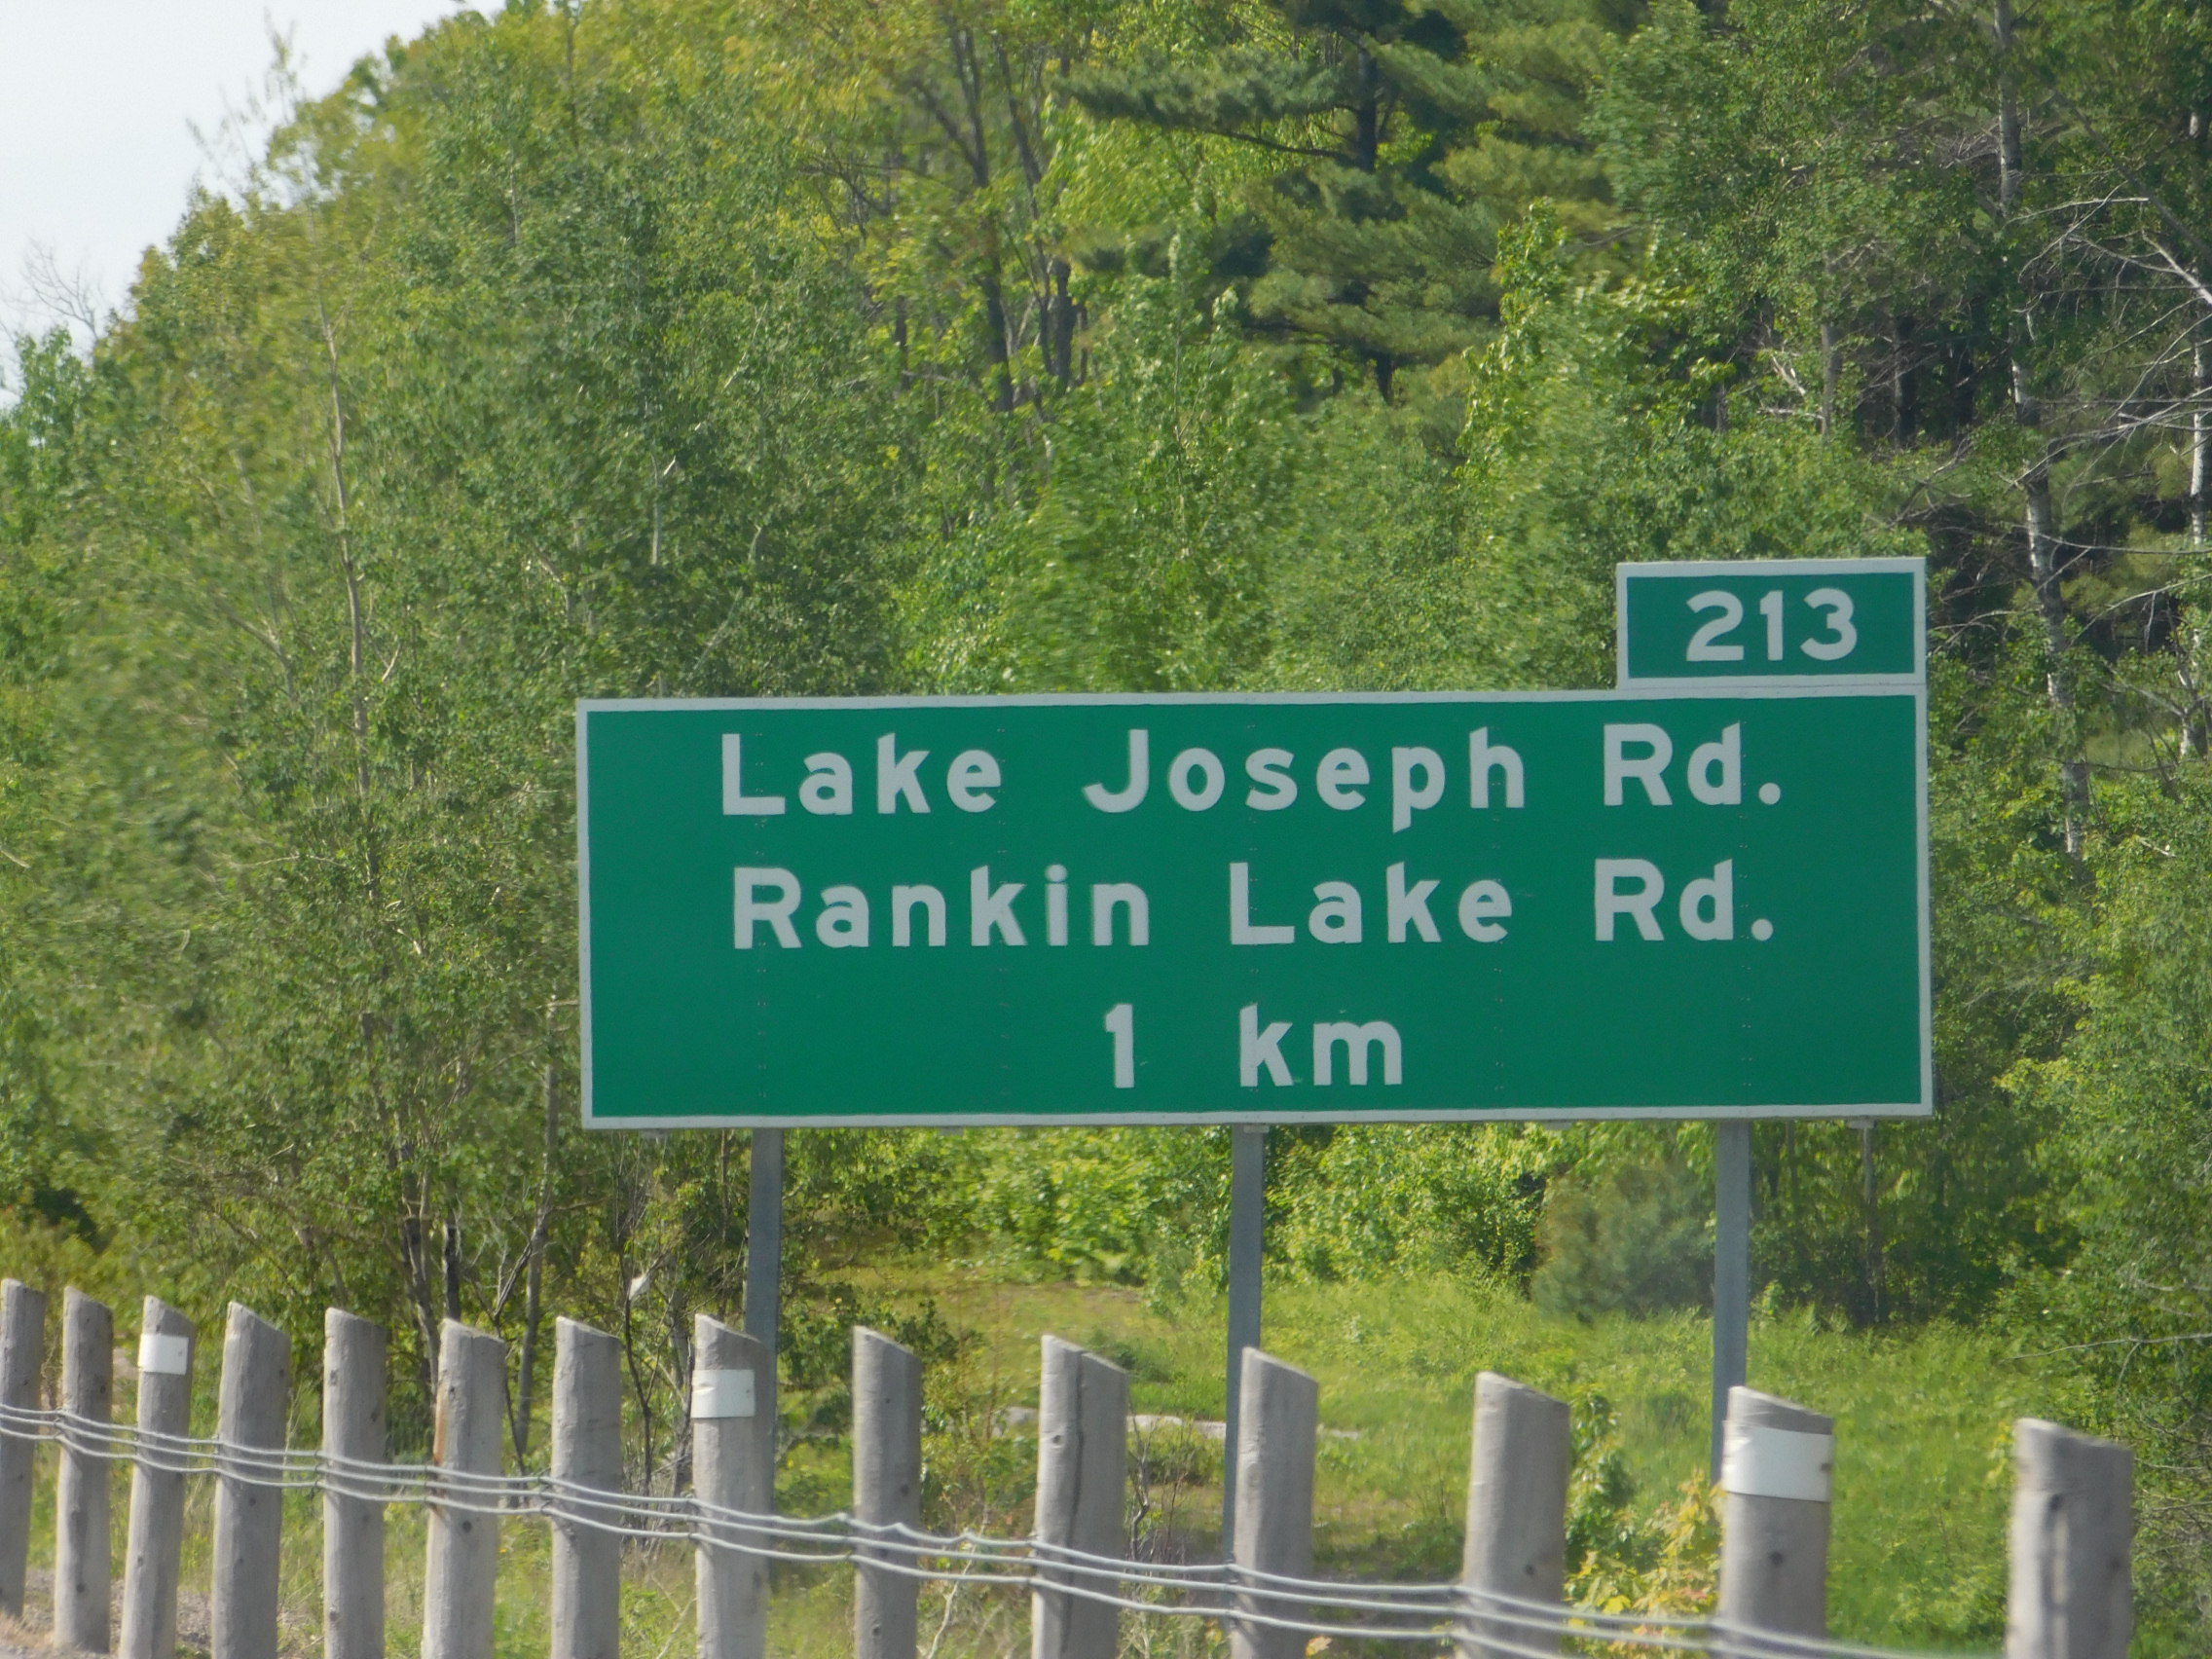 213
Lake Joseph Rd.
Rankin Lake Rd.
1 km